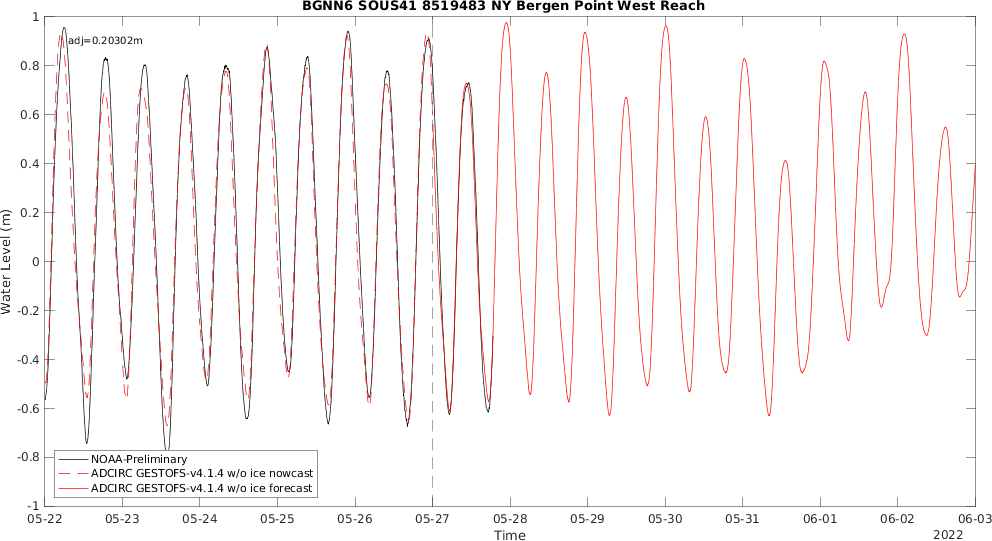 BGNN6 SOUS41 8519483 NY Bergen Point West Reach
adj=0.20302m
1
0.8
0.6
0.4
0.2
0
-0.2
-0.4
-0.6
-0.8
-1
Water Level (m)
NOAA-Preliminary
ADCIRC GESTOFS-v4.1.4 w/o ice nowcast
ADCIRC GESTOFS-v4.1.4 w/o ice forecast
05-22 05-23 05-24 05-25 05-26 05-27 05-28 05-29 05-30 05-31 06-01 06-02 06-03
Time
2022